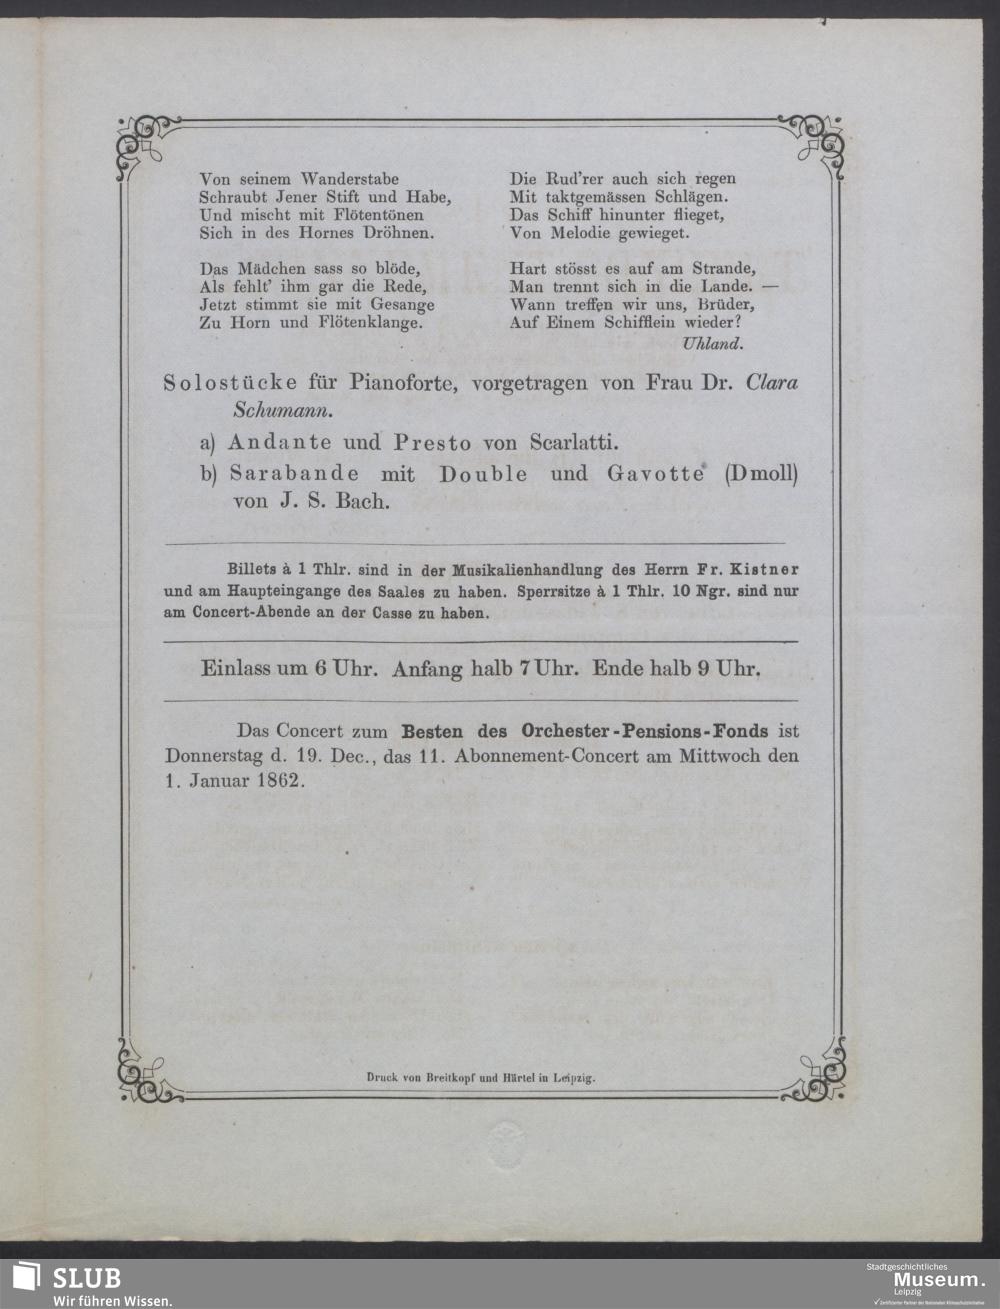 Von seinem Wanderstabe
Schraubt Jener Stift und Habe,
Und mischt mit Flötentönen
Sich in des Hornes Dröhnen.
Das Mädchen sass so blöde,
Als fehlt' ihm gar die Rede,
Jetzt stimmt sie mit Gesange
Zu Horn und Flötenklange.
Die Rud'rer auch sich regen
Mit taktgemässen Schlägen.
Das Schiff hinunter flieget,
Von Melodie gewieget.
Hart stösst es auf am Strande,
Man trennt sich in die Lande. —
Wann treffen wir uns, Brüder,
Auf Einem Schifflein wieder?
Uhland.
Solostücke für Pianoforte, vorgetragen von Frau Dr. Clara
Schumann.
a) Andante und Presto von Scarlatti.
b) Sarabande mit Double und Gavotte (D moll)
von J. S. Bach.
Billets à 1 Thlr. sind in der Musikalienhandlung des Herrn Fr. Kistner
und am Haupteingange des Saales zu haben. Sperrsitze à 1 Thlr. 10 Ngr. sind nur
am Concert-Abende an der Casse zu haben.
Einlass um 6 Uhr. Anfang halb 7 Uhr. Ende halb 9 Uhr.
Das Concert zum Besten des Orchester-Pensions-Fonds ist
Donnerstag d. 19. Dec., das 11. Abonnement-Concert am Mittwoch den
1. Januar 1862.
Druck von Breitkopf und Härtel in Leipzig.
SLUB
Wir führen Wissen.
Stadtgeschichtliches
Museum.
Leipzig
Zertifizierter Partner der Nationalen Klimaschutzinitiative